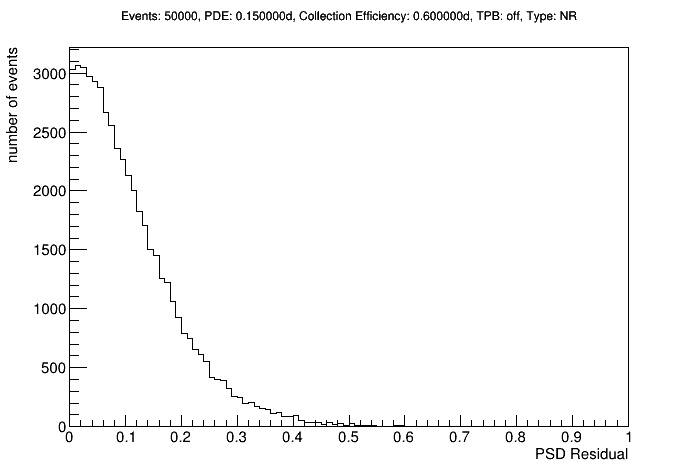 Events: 50000, PDE: 0.150000d, Collection Efficiency: 0.600000d, TPB: off, Type: NR
number of events
3000
2500
2000
1500
1000
500
0
0 0.1 0.2 0.3 0.4 0.5 0.6 0.7 0.8 0.9 1
PSD Residual